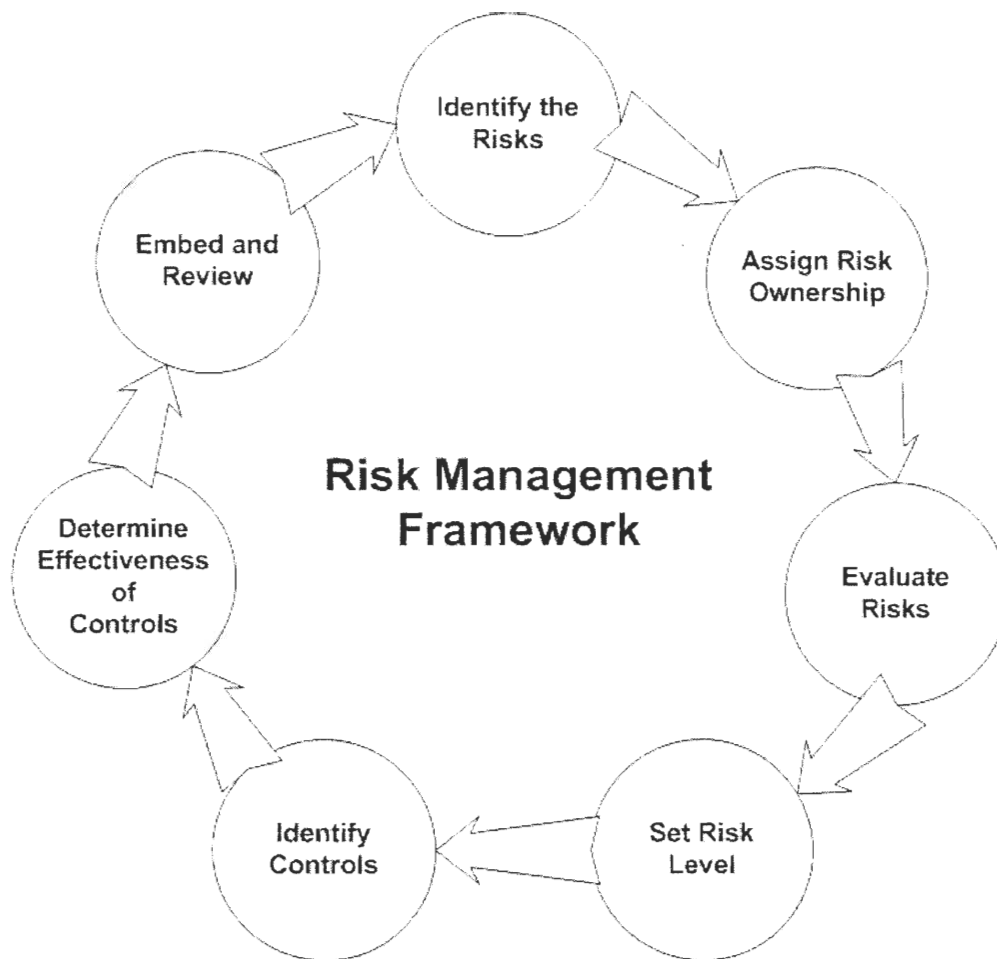 Identify the
Risks
Assign Risk
Ownership
Evaluate
Risks
Set Risk
Level
Identify
Controls
Determine
Effectiveness
of
Controls
Embed and
Review
Risk Management
Framework